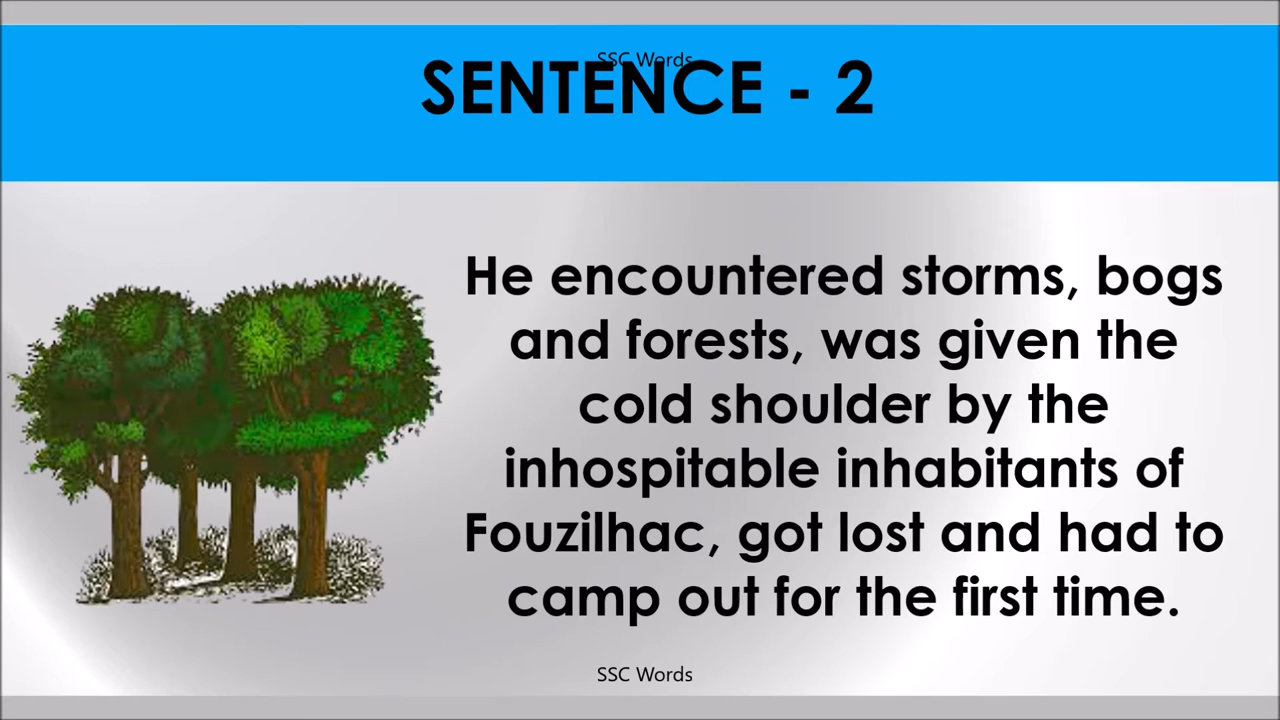 SSC Words
SENTENCE - 2
He encountered storms, bogs
and forests, was given the
cold shoulder by the
inhospitable inhabitants of
Fouzilhac, got lost and had to
camp out for the first time.
SSC Words